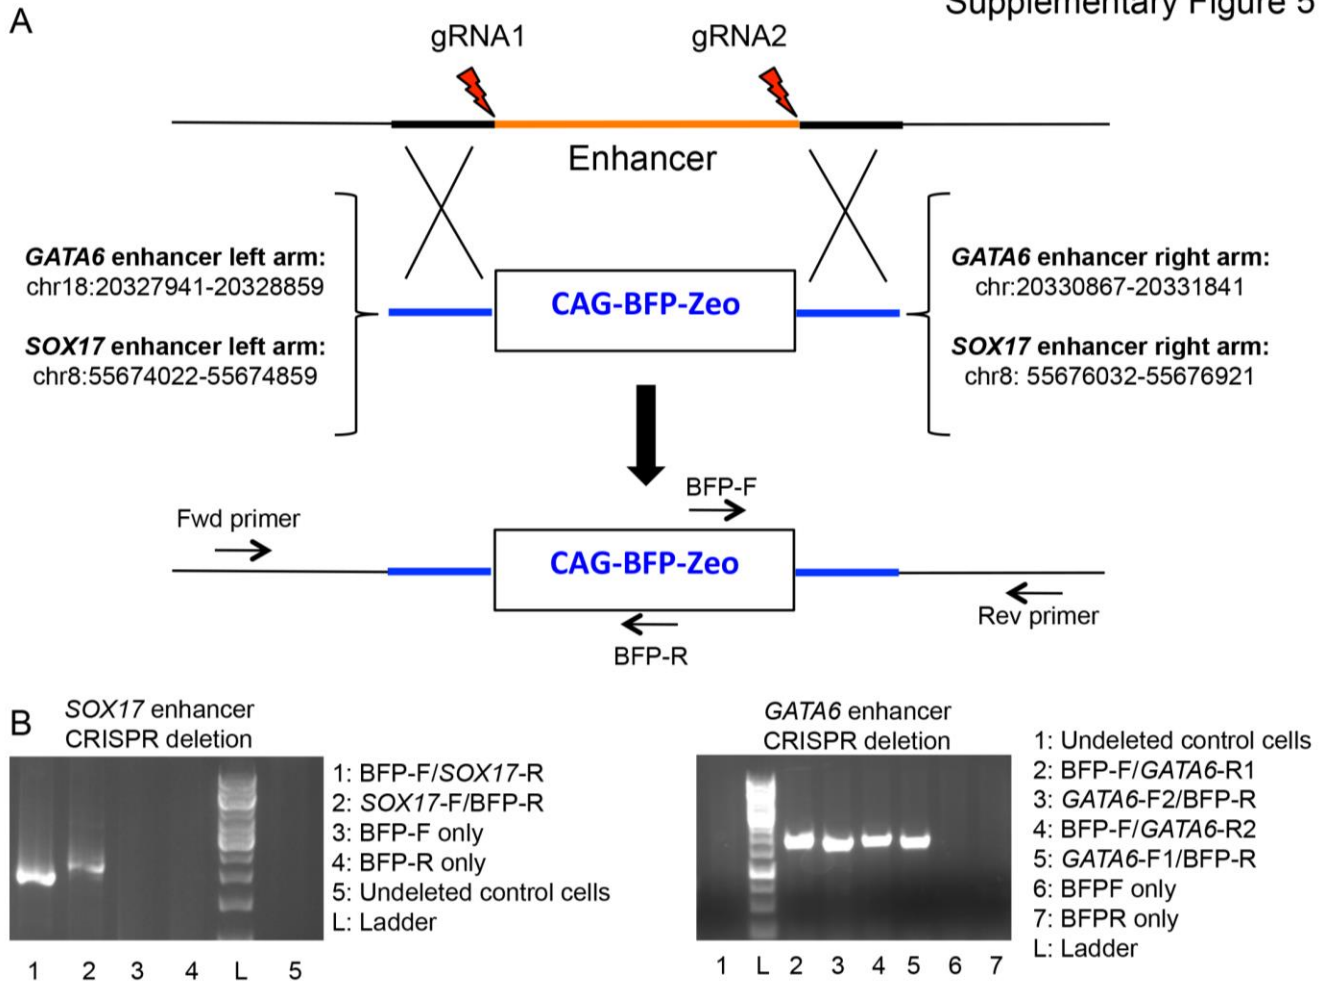 Supplementary Figure 5
A
gRNA1
gRNA2
Enhancer
GATA6 enhancer left arm:
chr18:20327941-20328859
SOX17 enhancer left arm:
chr8:55674022-55674859
CAG-BFP-Zeo
GATA6 enhancer right arm:
chr:20330867-20331841
SOX17 enhancer right arm:
chr8: 55676032-55676921
BFP-F
Fwd primer
CAG-BFP-Zeo
Rev primer
BFP-R
B
SOX17 enhancer
CRISPR deletion
1: BFP-F/SOX17-R
2: SOX17-F/BFP-R
3: BFP-F only
4: BFP-R only
5: Undeleted control cells
L: Ladder
1 2 3 4 L 5
GATA6 enhancer
CRISPR deletion
1: Undeleted control cells
2: BFP-F/GATA6-R1
3: GATA6-F2/BFP-R
4: BFP-F/GATA6-R2
5: GATA6-F1/BFP-R
6: BFPF only
7: BFPR only
L: Ladder
1 L 2 3 4 5 6 7